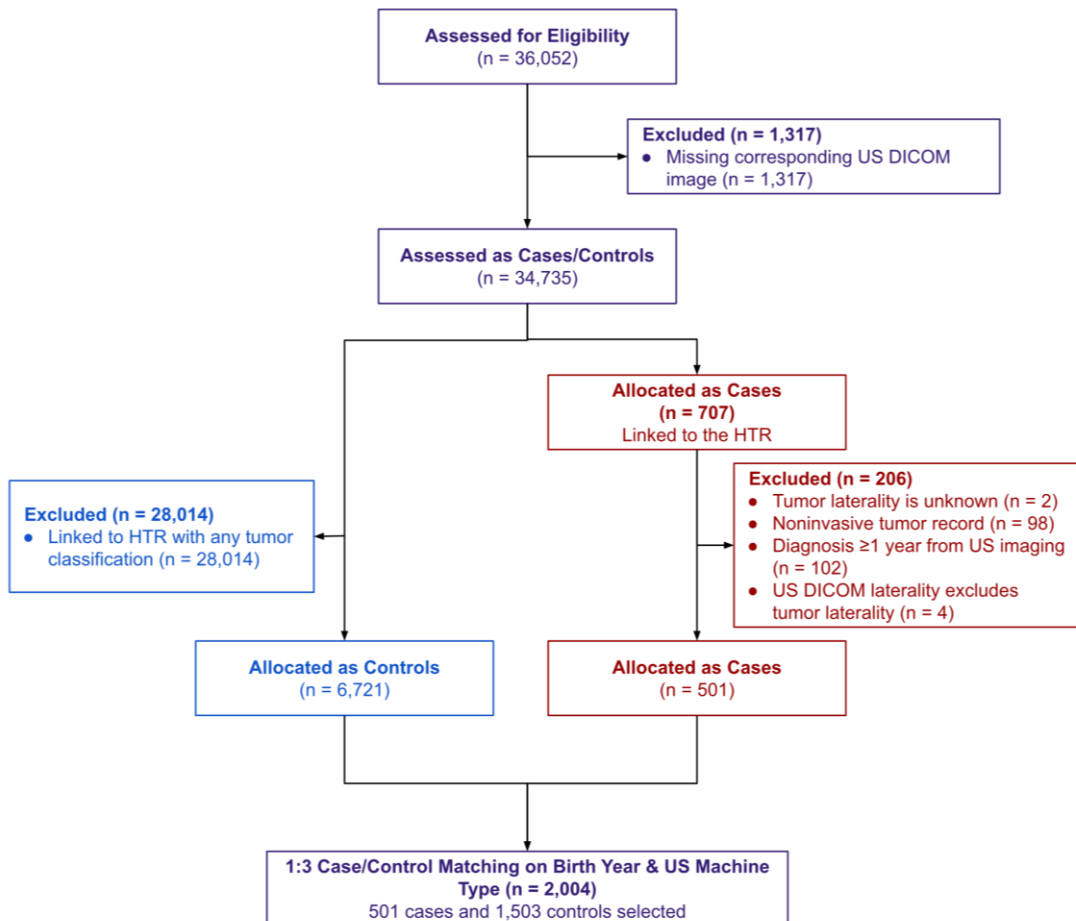 Assessed for Eligibility
(n = 36,052)
Excluded (n = 1,317)
● Missing corresponding US DICOM
image (n = 1,317)
Assessed as Cases/Controls
(n = 34,735)
Allocated as Cases
(n = 707)
Linked to the HTR
Excluded (n = 28,014)
● Linked to HTR with any tumor
classification (n = 28,014)
Excluded (n = 206)
● Tumor laterality is unknown (n = 2)
● Noninvasive tumor record (n = 98)
● Diagnosis ≥1 year from US imaging
(n = 102)
● US DICOM laterality excludes
tumor laterality (n = 4)
Allocated as Controls
(n = 6,721)
Allocated as Cases
(n = 501)
1:3 Case/Control Matching on Birth Year & US Machine
Type (n = 2,004)
501 cases and 1,503 controls selected